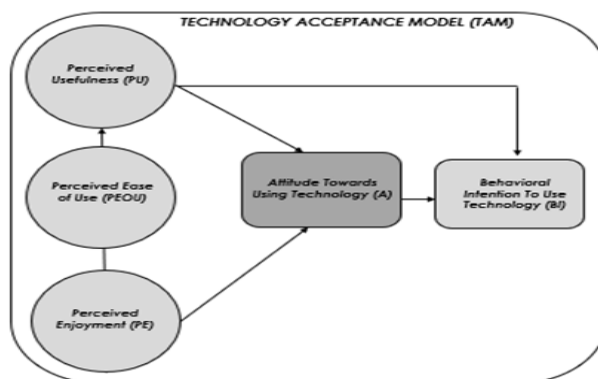 TECHNOLOGY ACCEPTANCE MODEL (TAM)
Perceived
Usefulness (PU)
Perceived Ease
of Use (PEOU)
Attitude Towards
Using Technology (A)
Behavioral
Intention To Use
Technology (BI)
Perceived
Enjoyment (PE)